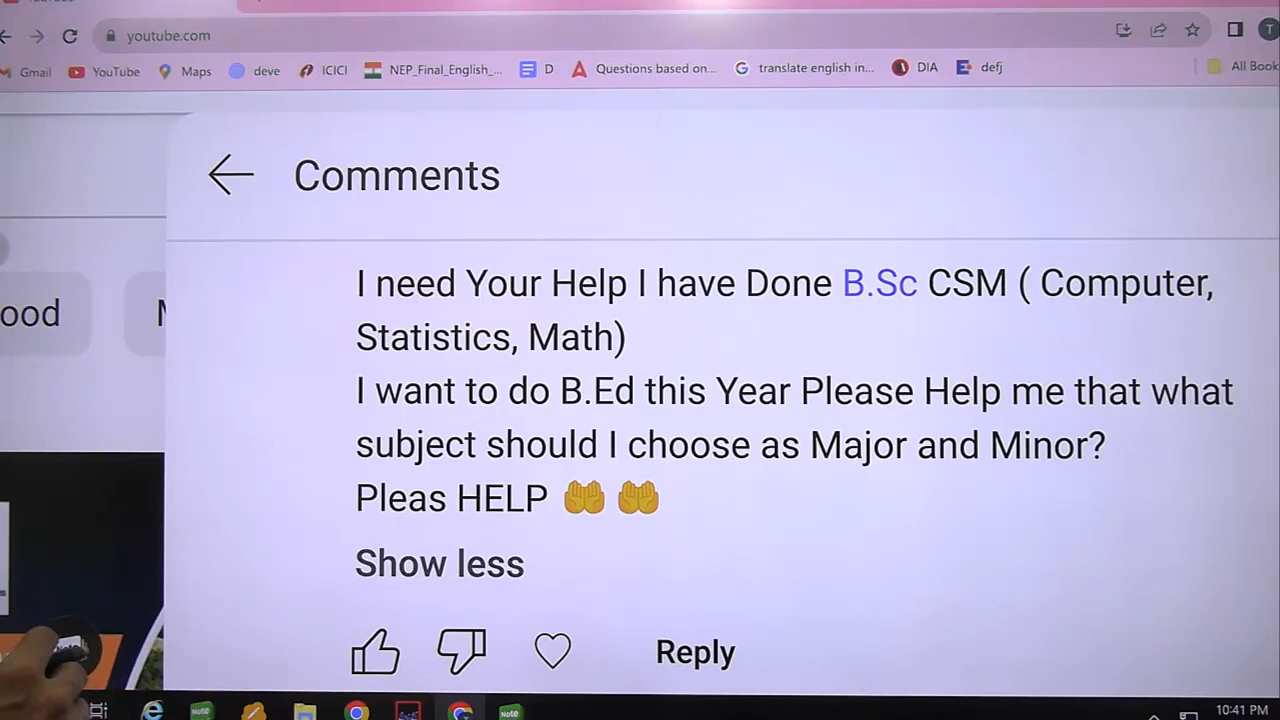 youtube.com
T
Gmail
YouTube
Maps
deve
ICICI
NEP_Final_English_...
D
Questions based on...
translate english in...
DIA
defj
All Book
Comments
ood
I need Your Help I have Done B.Sc CSM ( Computer,
Statistics, Math)
I want to do B.Ed this Year Please Help me that what
subject should I choose as Major and Minor?
Pleas HELP 🤲 🤲
Show less
Reply
Note
Note
10:41 PM